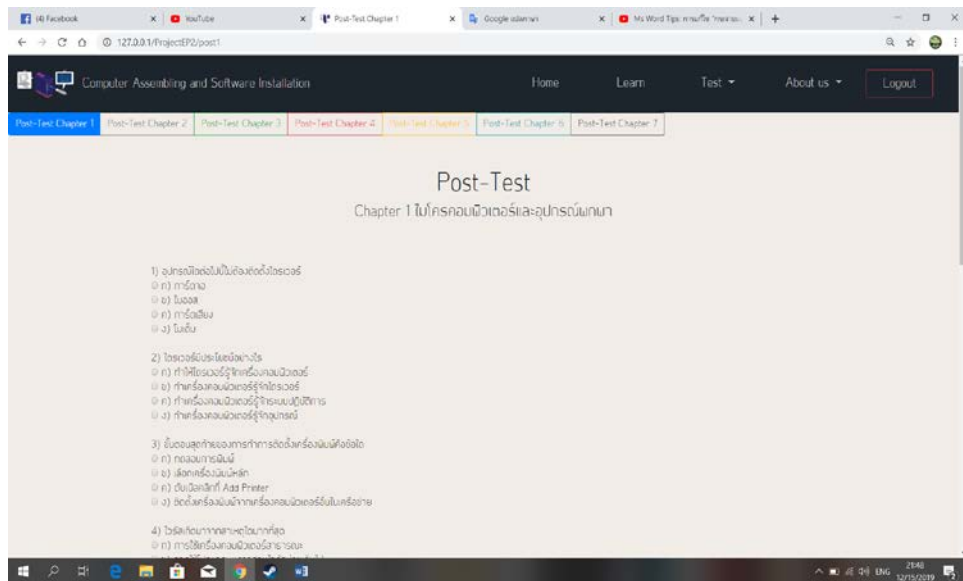 (4) Facebook
YouTube
Post-Test Chapter 1
Google
Ms Word Tips
127.0.0.1/ProjectEP2/post1
Computer Assembling and Software Installation
Home
Learn
Test
About us
Logout
Post-Test Chapter 1
Post-Test Chapter 2
Post-Test Chapter 3
Post-Test Chapter 4
Post-Test Chapter 5
Post-Test Chapter 6
Post-Test Chapter 7
Post-Test
Chapter 1 ไมโครคอมพิวเตอร์และอุปกรณ์พกพา
1) อุปกรณ์ใดต่อไปนี้ไม่ต้องติดตั้งไดรเวอร์
ก) การ์ดจอ
ข) ไบออส
ค) การ์ดเสียง
ง) โมเด็ม
2) ไดรเวอร์มีประโยชน์อย่างไร
ก) ทำให้ไดรเวอร์รู้จักเครื่องคอมพิวเตอร์
ข) ทำเครื่องคอมพิวเตอร์รู้จักไดรเวอร์
ค) ทำเครื่องคอมพิวเตอร์รู้จักระบบปฏิบัติการ
ง) ทำเครื่องคอมพิวเตอร์รู้จักอุปกรณ์
3) ขั้นตอนสุดท้ายของการทำการติดตั้งเครื่องพิมพ์คือข้อใด
ก) ทดสอบการพิมพ์
ข) เลือกเครื่องพิมพ์หลัก
ค) ดับเบิลคลิกที่ Add Printer
ง) ติดตั้งเครื่องพิมพ์จากเครื่องคอมพิวเตอร์อื่นในเครือข่าย
4) ไวรัสเกิดมาจากสาเหตุใดมากที่สุด
ก) การใช้เครื่องคอมพิวเตอร์สาธารณะ
ENG
21:48
12/15/2019